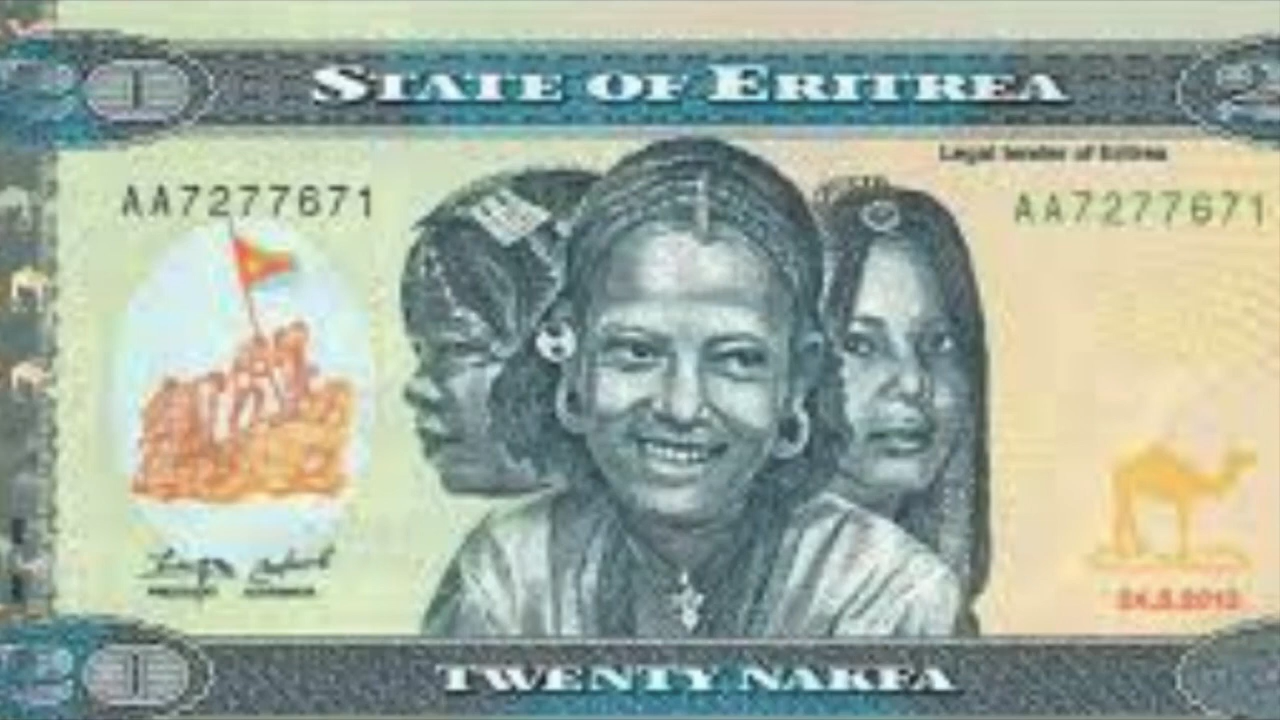 STATE OF ERITREA
Legal tender of Eritrea
AA7277671
AA7277671
24.5.2012
TWENTY NAKFA